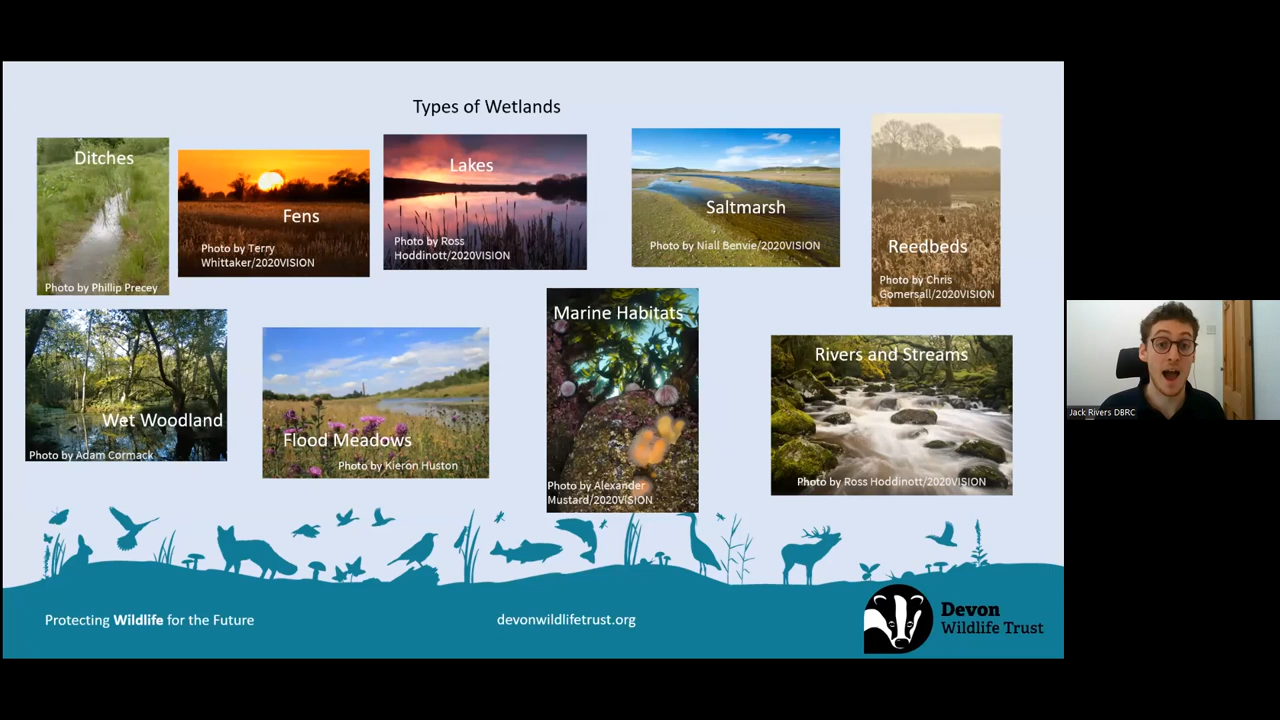 Types of Wetlands
Ditches
Photo by Phillip Precey
Fens
Photo by Terry
Whittaker/2020VISION
Lakes
Photo by Ross
Hoddinott/2020VISION
Saltmarsh
Photo by Niall Benvie/2020VISION
Reedbeds
Photo by Chris
Gomersall/2020VISION
Wet Woodland
Photo by Adam Cormack
Flood Meadows
Photo by Kieron Huston
Marine Habitats
Photo by Alexander
Mustard/2020VISION
Rivers and Streams
Photo by Ross Hoddinott/2020VISION
Jack Rivers DBRC
Protecting Wildlife for the Future
devonwildlifetrust.org
Devon
Wildlife Trust